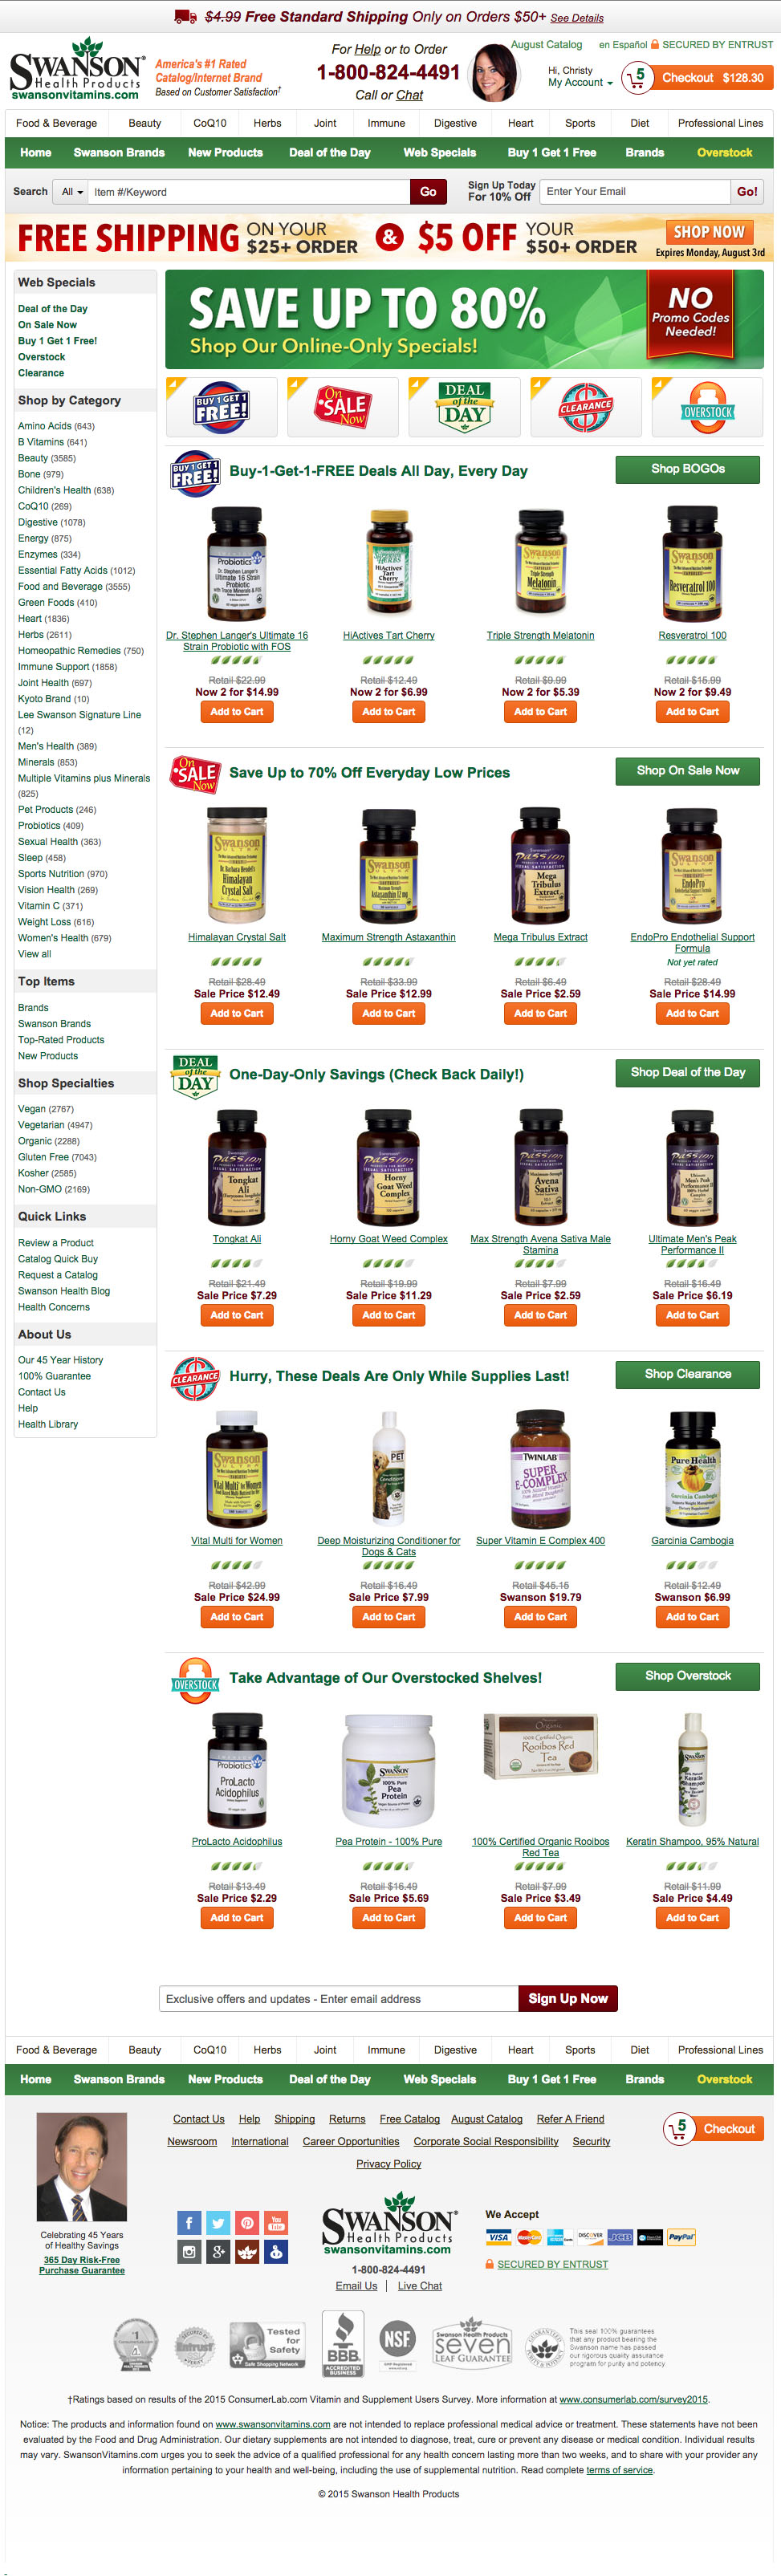 $4.99 Free Standard Shipping Only on Orders $50+ See Details
SWANSON®
Health Products
swansonvitamins.com
America's #1 Rated
Catalog/Internet Brand
Based on Customer Satisfaction†
For Help or to Order
1-800-824-4491
Call or Chat
August Catalog en Español SECURED BY ENTRUST
Hi, Christy
My Account
5 Checkout $128.30
Food & Beverage Beauty CoQ10 Herbs Joint Immune Digestive Heart Sports Diet Professional Lines
Home Swanson Brands New Products Deal of the Day Web Specials Buy 1 Get 1 Free Brands Overstock
Search All Item #/Keyword Go
Sign Up Today
For 10% Off
Enter Your Email Go!
FREE SHIPPING ON YOUR $25+ ORDER & $5 OFF YOUR $50+ ORDER
SHOP NOW
Expires Monday, August 3rd
Web Specials
Deal of the Day
On Sale Now
Buy 1 Get 1 Free!
Overstock
Clearance
Shop by Category
Amino Acids (643)
B Vitamins (641)
Beauty (3585)
Bone (979)
Children's Health (638)
CoQ10 (269)
Digestive (1078)
Energy (875)
Enzymes (334)
Essential Fatty Acids (1012)
Food and Beverage (3555)
Green Foods (410)
Heart (1836)
Herbs (2611)
Homeopathic Remedies (750)
Immune Support (1858)
Joint Health (697)
Kyoto Brand (10)
Lee Swanson Signature Line
(12)
Men's Health (389)
Minerals (853)
Multiple Vitamins plus Minerals
(825)
Pet Products (246)
Probiotics (409)
Sexual Health (363)
Sleep (458)
Sports Nutrition (970)
Vision Health (269)
Vitamin C (371)
Weight Loss (616)
Women's Health (679)
View all
Top Items
Brands
Swanson Brands
Top-Rated Products
New Products
Shop Specialties
Vegan (2767)
Vegetarian (4947)
Organic (2288)
Gluten Free (7043)
Kosher (2585)
Non-GMO (2169)
Quick Links
Review a Product
Catalog Quick Buy
Request a Catalog
Swanson Health Blog
Health Concerns
About Us
Our 45 Year History
100% Guarantee
Contact Us
Help
Health Library
SAVE UP TO 80%
Shop Our Online-Only Specials!
NO
Promo Codes
Needed!
BUY 1 GET 1 FREE!
On SALE Now
DEAL of the DAY
CLEARANCE
OVERSTOCK
BUY 1 GET 1 FREE!
Buy-1-Get-1-FREE Deals All Day, Every Day
Shop BOGOs
Dr. Stephen Langer's Ultimate 16
Strain Probiotic with FOS
Retail $22.99
Now 2 for $14.99
Add to Cart
HiActives Tart Cherry
Retail $12.49
Now 2 for $6.99
Add to Cart
Triple Strength Melatonin
Retail $9.99
Now 2 for $5.39
Add to Cart
Resveratrol 100
Retail $15.99
Now 2 for $9.49
Add to Cart
On SALE Now
Save Up to 70% Off Everyday Low Prices
Shop On Sale Now
Himalayan Crystal Salt
Retail $28.49
Sale Price $12.49
Add to Cart
Maximum Strength Astaxanthin
Retail $33.99
Sale Price $12.99
Add to Cart
Mega Tribulus Extract
Retail $6.49
Sale Price $2.59
Add to Cart
EndoPro Endothelial Support
Formula
Not yet rated
Retail $28.49
Sale Price $14.99
Add to Cart
DEAL of the DAY
One-Day-Only Savings (Check Back Daily!)
Shop Deal of the Day
Tongkat Ali
Retail $21.49
Sale Price $7.29
Add to Cart
Horny Goat Weed Complex
Retail $19.99
Sale Price $11.29
Add to Cart
Max Strength Avena Sativa Male
Stamina
Retail $7.99
Sale Price $2.59
Add to Cart
Ultimate Men's Peak
Performance II
Retail $16.49
Sale Price $6.19
Add to Cart
CLEARANCE
Hurry, These Deals Are Only While Supplies Last!
Shop Clearance
Vital Multi for Women
Retail $42.99
Sale Price $24.99
Add to Cart
Deep Moisturizing Conditioner for
Dogs & Cats
Retail $16.49
Sale Price $7.99
Add to Cart
Super Vitamin E Complex 400
Retail $45.15
Swanson $19.79
Add to Cart
Garcinia Cambogia
Retail $12.49
Swanson $6.99
Add to Cart
OVERSTOCK
Take Advantage of Our Overstocked Shelves!
Shop Overstock
ProLacto Acidophilus
Retail $13.49
Sale Price $2.29
Add to Cart
Pea Protein - 100% Pure
Retail $16.49
Sale Price $5.69
Add to Cart
100% Certified Organic Rooibos
Red Tea
Retail $7.99
Sale Price $3.49
Add to Cart
Keratin Shampoo, 95% Natural
Retail $11.99
Sale Price $4.49
Add to Cart
Exclusive offers and updates - Enter email address Sign Up Now
Food & Beverage Beauty CoQ10 Herbs Joint Immune Digestive Heart Sports Diet Professional Lines
Home Swanson Brands New Products Deal of the Day Web Specials Buy 1 Get 1 Free Brands Overstock
Celebrating 45 Years
of Healthy Savings
365 Day Risk-Free
Purchase Guarantee
Contact Us Help Shipping Returns Free Catalog August Catalog Refer A Friend
Newsroom International Career Opportunities Corporate Social Responsibility Security
Privacy Policy
5 Checkout
SWANSON®
Health Products
swansonvitamins.com
1-800-824-4491
Email Us | Live Chat
We Accept
VISA MasterCard DISCOVER JCB PayPal
SECURED BY ENTRUST
#1
Entrust
Tested
for
Safety
Safe Shopping Network
BBB
ACCREDITED
BUSINESS
NSF
Swanson Health Products
seven
LEAF GUARANTEE
This seal 100% guarantees
that any product bearing the
Swanson name has passed
our rigorous quality assurance
program for purity and potency
†Ratings based on results of the 2015 ConsumerLab.com Vitamin and Supplement Users Survey. More information at www.consumerlab.com/survey2015.
Notice: The products and information found on www.swansonvitamins.com are not intended to replace professional medical advice or treatment. These statements have not been
evaluated by the Food and Drug Administration. Our dietary supplements are not intended to diagnose, treat, cure or prevent any disease or medical condition. Individual results
may vary. SwansonVitamins.com urges you to seek the advice of a qualified professional for any health concern lasting more than two weeks, and to share with your provider any
information pertaining to your health and well-being, including the use of supplemental nutrition. Read complete terms of service.
© 2015 Swanson Health Products